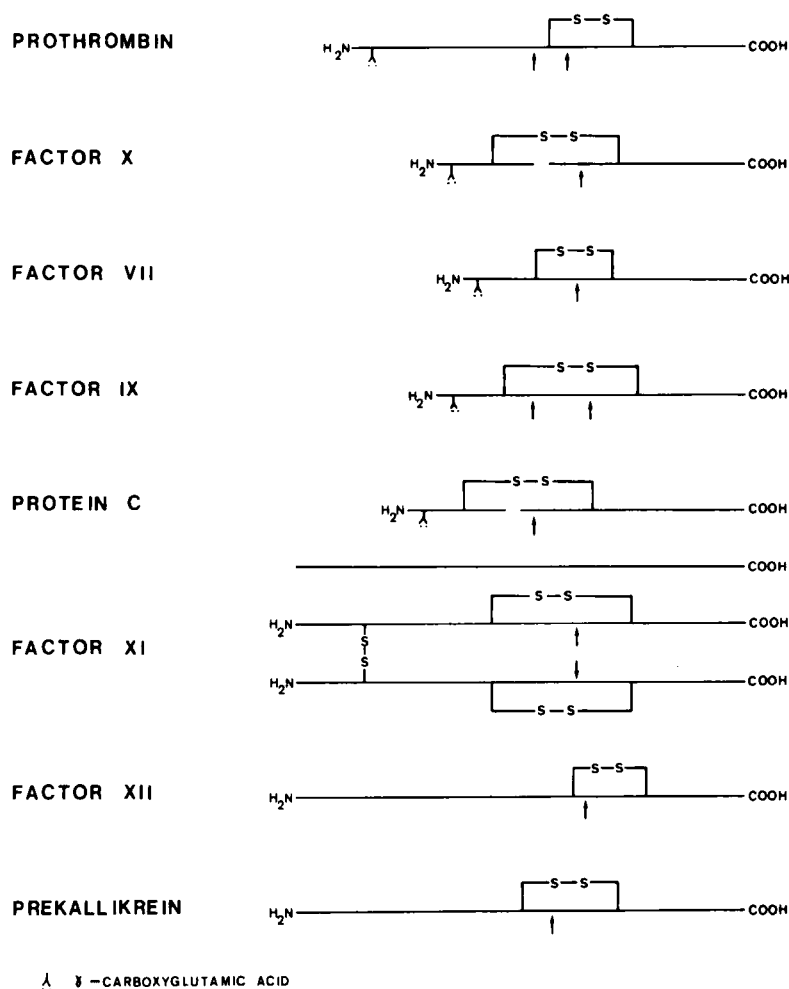 PROTHROMBIN
S—S
H2N COOH
FACTOR X
S—S
H2N COOH
FACTOR VII
S—S
H2N COOH
FACTOR IX
S—S
H2N COOH
PROTEIN C
S—S
H2N COOH
COOH
FACTOR XI
S—S
H2N COOH
S
S
H2N COOH
S—S
FACTOR XII
S—S
H2N COOH
PREKALLIKREIN
S—S
H2N COOH
γ—CARBOXYGLUTAMIC ACID